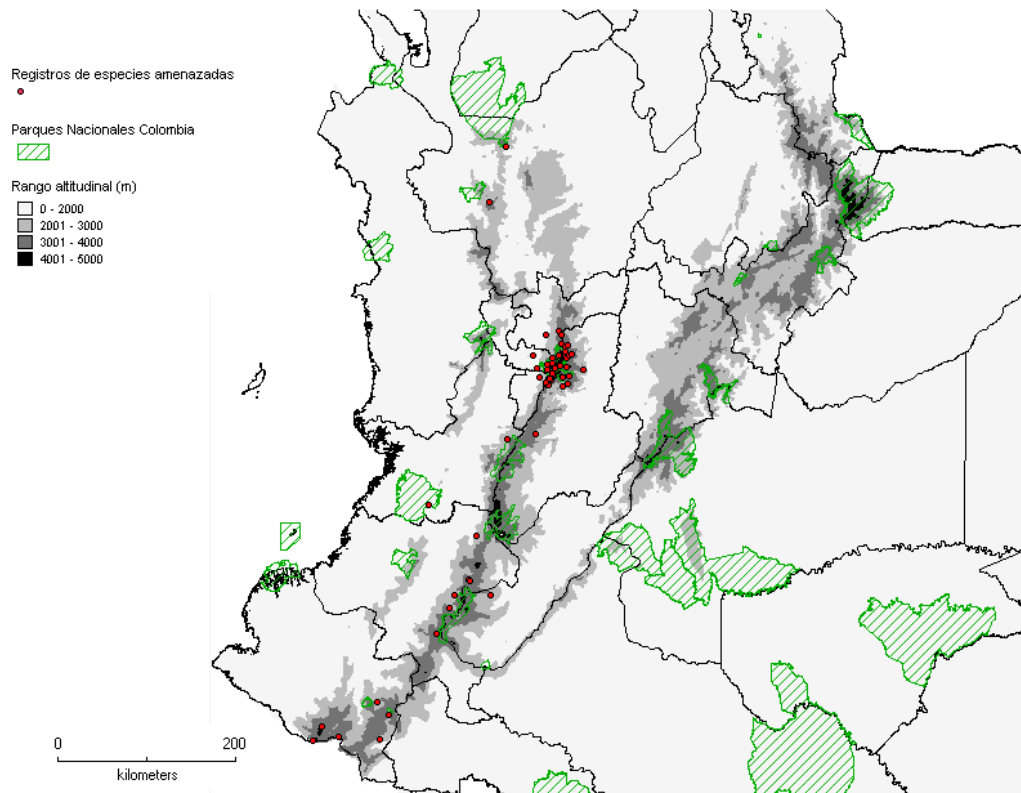 Registros de especies amenazadas
Parques Nacionales Colombia
Rango altitudinal (m)
0 - 2000
2001 - 3000
3001 - 4000
4001 - 5000
0 200
kilometers